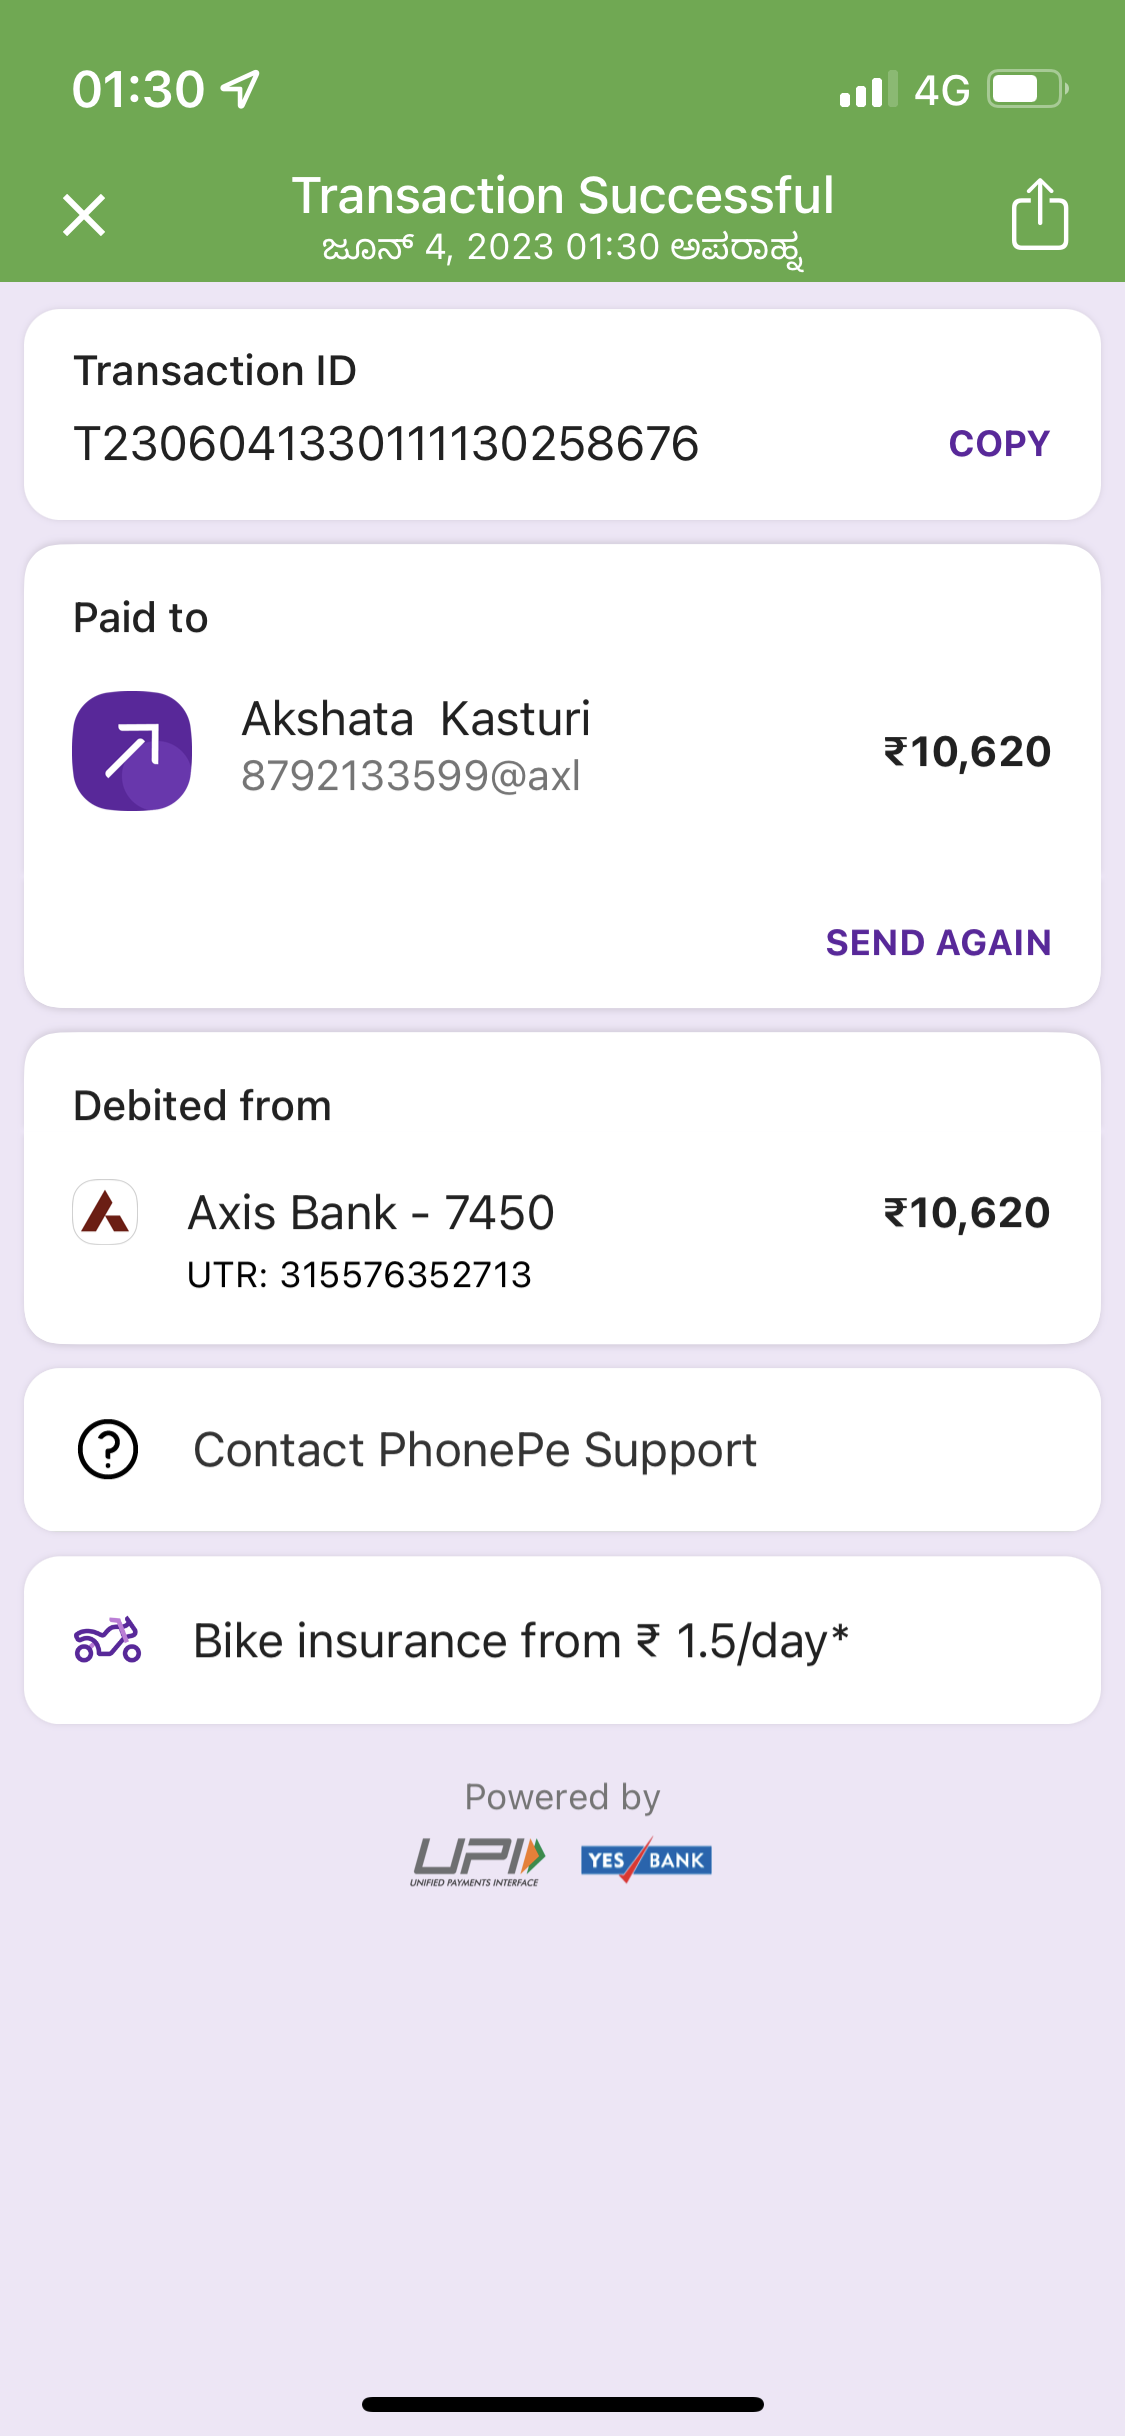 01:30
4G
Transaction Successful
ಜೂನ್ 4, 2023 01:30 ಅಪರಾಹ್ನ
Transaction ID
T2306041330111130258676
COPY
Paid to
Akshata  Kasturi
8792133599@axl
₹10,620
SEND AGAIN
Debited from
Axis Bank - 7450
₹10,620
UTR: 315576352713
Contact PhonePe Support
Bike insurance from ₹ 1.5/day*
Powered by
UPI
UNIFIED PAYMENTS INTERFACE
YES BANK